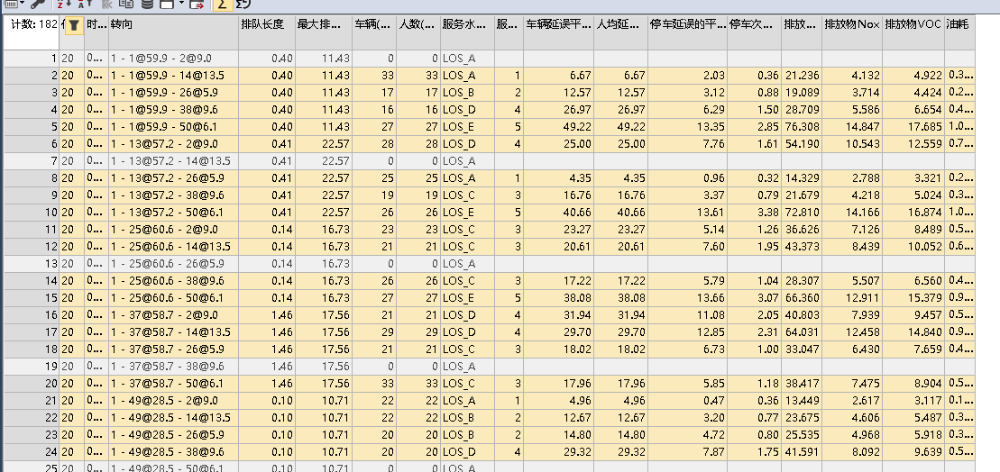 计数: 182 时... 转向 排队长度 最大排... 车辆(... 人数(... 服务水... 服... 车辆延误平... 人均延... 停车延误的平... 停车次... 排放... 排放物Nox 排放物VOC 油耗
1 20 0... 1 - 1@59.9 - 2@9.0 0.40 11.43 0 0 LOS_A
2 20 0... 1 - 1@59.9 - 14@13.5 0.40 11.43 33 33 LOS_A 1 6.67 6.67 2.03 0.36 21.236 4.132 4.922 0.3...
3 20 0... 1 - 1@59.9 - 26@5.9 0.40 11.43 17 17 LOS_B 2 12.57 12.57 3.12 0.88 19.089 3.714 4.424 0.2...
4 20 0... 1 - 1@59.9 - 38@9.6 0.40 11.43 16 16 LOS_D 4 26.97 26.97 6.29 1.50 28.709 5.586 6.654 0.4...
5 20 0... 1 - 1@59.9 - 50@6.1 0.40 11.43 27 27 LOS_E 5 49.22 49.22 13.35 2.85 76.308 14.847 17.685 1.0...
6 20 0... 1 - 13@57.2 - 2@9.0 0.41 22.57 28 28 LOS_D 4 25.00 25.00 7.76 1.61 54.190 10.543 12.559 0.7...
7 20 0... 1 - 13@57.2 - 14@13.5 0.41 22.57 0 0 LOS_A
8 20 0... 1 - 13@57.2 - 26@5.9 0.41 22.57 25 25 LOS_A 1 4.35 4.35 0.96 0.32 14.329 2.788 3.321 0.2...
9 20 0... 1 - 13@57.2 - 38@9.6 0.41 22.57 19 19 LOS_C 3 16.76 16.76 3.37 0.79 21.679 4.218 5.024 0.3...
10 20 0... 1 - 13@57.2 - 50@6.1 0.41 22.57 26 26 LOS_E 5 40.66 40.66 13.61 3.38 72.810 14.166 16.874 1.0...
11 20 0... 1 - 25@60.6 - 2@9.0 0.14 16.73 23 23 LOS_C 3 23.27 23.27 5.14 1.26 36.626 7.126 8.489 0.5...
12 20 0... 1 - 25@60.6 - 14@13.5 0.14 16.73 21 21 LOS_C 3 20.61 20.61 7.60 1.95 43.373 8.439 10.052 0.6...
13 20 0... 1 - 25@60.6 - 26@5.9 0.14 16.73 0 0 LOS_A
14 20 0... 1 - 25@60.6 - 38@9.6 0.14 16.73 26 26 LOS_C 3 17.22 17.22 5.79 1.04 28.307 5.507 6.560 0.4...
15 20 0... 1 - 25@60.6 - 50@6.1 0.14 16.73 27 27 LOS_E 5 38.08 38.08 13.66 3.07 66.360 12.911 15.379 0.9...
16 20 0... 1 - 37@58.7 - 2@9.0 1.46 17.56 21 21 LOS_D 4 31.94 31.94 11.08 2.05 40.803 7.939 9.457 0.5...
17 20 0... 1 - 37@58.7 - 14@13.5 1.46 17.56 29 29 LOS_D 4 29.70 29.70 12.85 2.31 64.031 12.458 14.840 0.9...
18 20 0... 1 - 37@58.7 - 26@5.9 1.46 17.56 21 21 LOS_C 3 18.02 18.02 6.73 1.00 33.047 6.430 7.659 0.4...
19 20 0... 1 - 37@58.7 - 38@9.6 1.46 17.56 0 0 LOS_A
20 20 0... 1 - 37@58.7 - 50@6.1 1.46 17.56 33 33 LOS_C 3 17.96 17.96 5.85 1.18 38.417 7.475 8.904 0.5...
21 20 0... 1 - 49@28.5 - 2@9.0 0.10 10.71 22 22 LOS_A 1 4.96 4.96 0.47 0.36 13.449 2.617 3.117 0.1...
22 20 0... 1 - 49@28.5 - 14@13.5 0.10 10.71 22 22 LOS_B 2 12.67 12.67 3.20 0.77 23.675 4.606 5.487 0.3...
23 20 0... 1 - 49@28.5 - 26@5.9 0.10 10.71 20 20 LOS_B 2 14.80 14.80 4.72 0.80 25.535 4.968 5.918 0.3...
24 20 0... 1 - 49@28.5 - 38@9.6 0.10 10.71 20 20 LOS_D 4 29.32 29.32 7.87 1.75 41.591 8.092 9.639 0.5...
25 20 0... 1 - 49@28.5 - 50@6.1 0.10 10.71 0 0 LOS_A